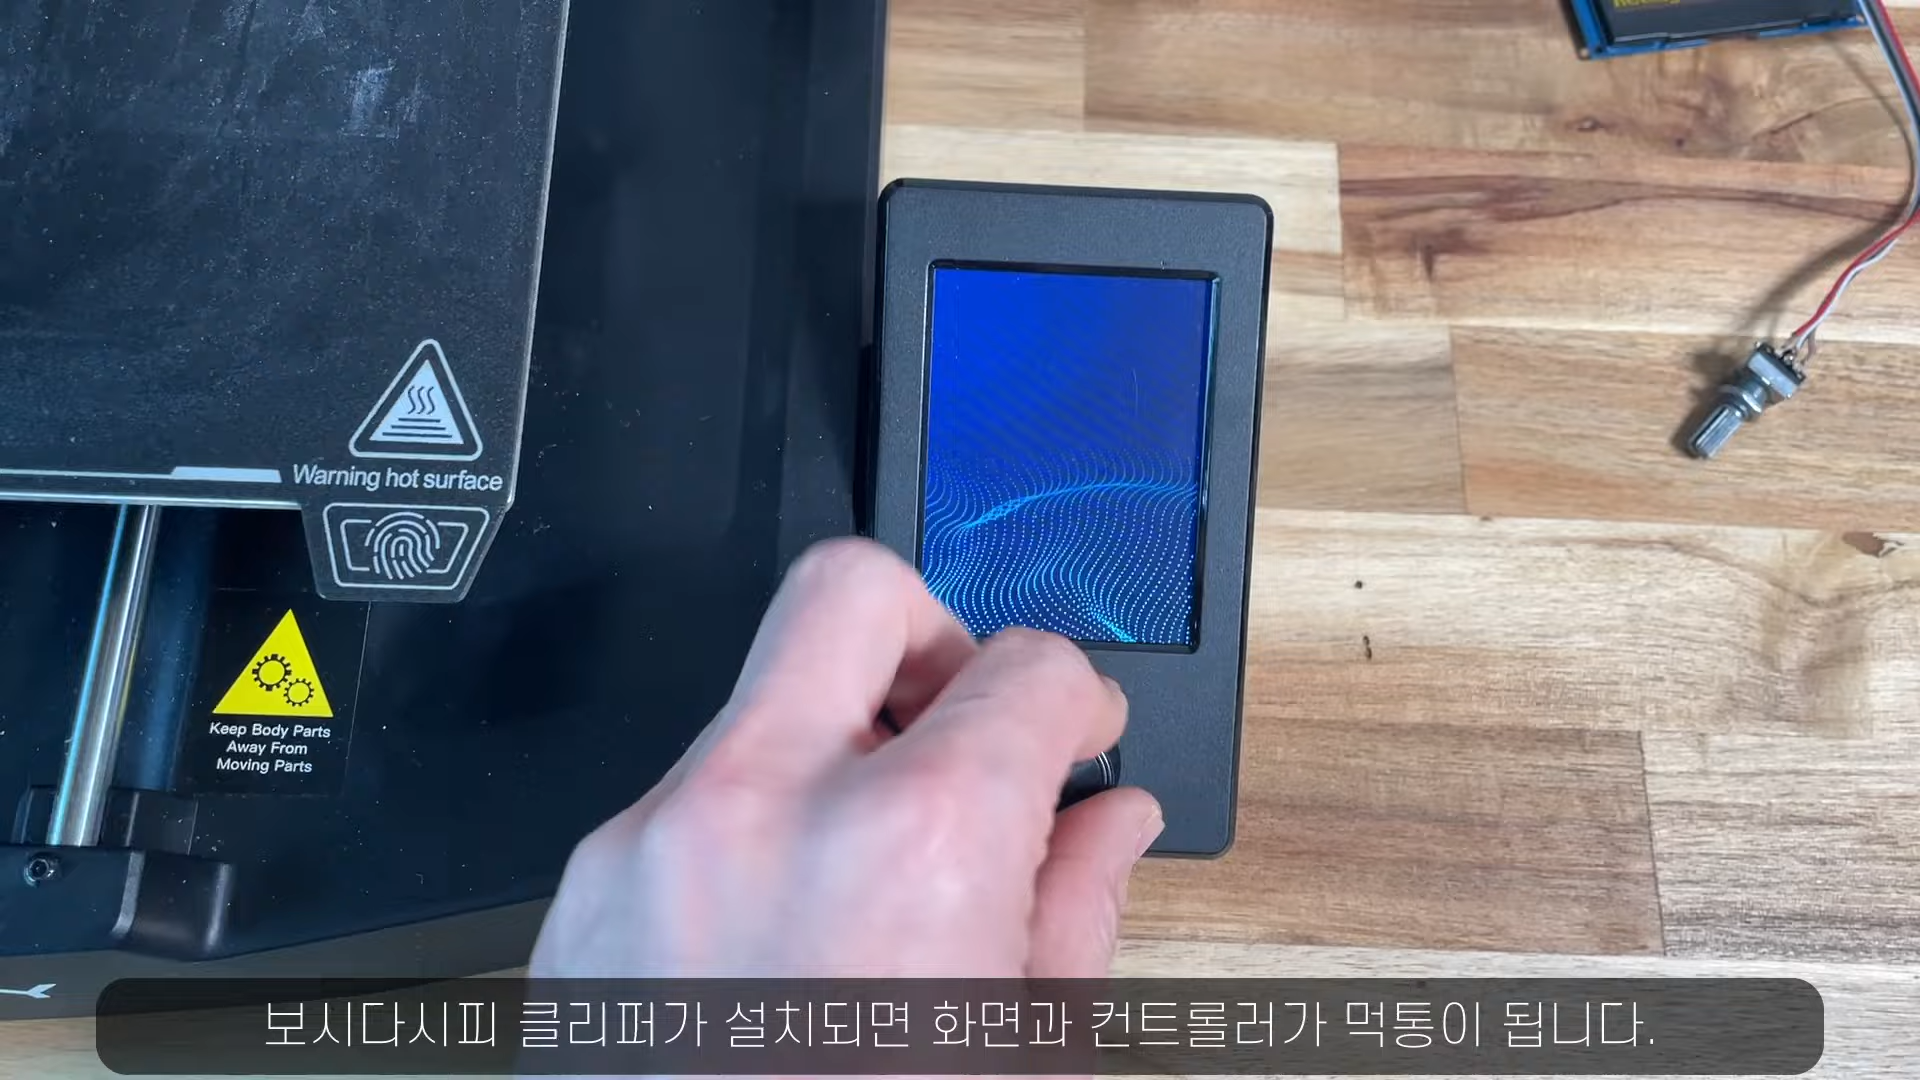 Warning hot surface
Keep Body Parts
Away From
Moving Parts
보시다시피 클리퍼가 설치되면 화면과 컨트롤러가 먹통이 됩니다.